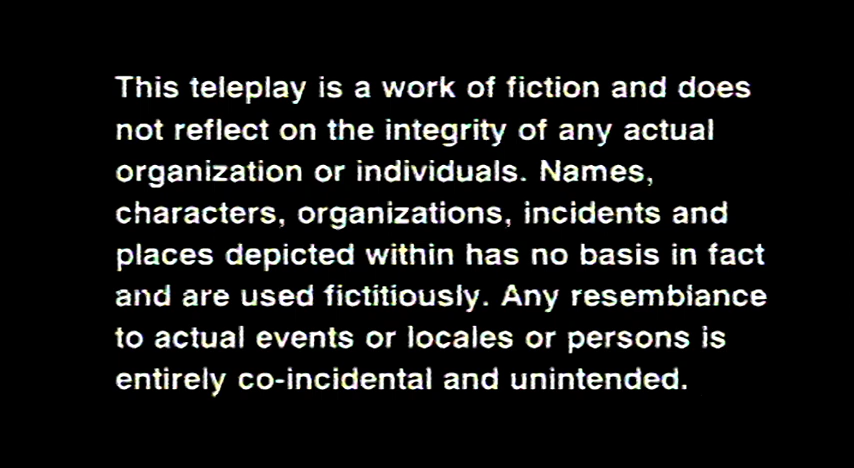 This teleplay is a work of fiction and does
not reflect on the integrity of any actual
organization or individuals. Names,
characters, organizations, incidents and
places depicted within has no basis in fact
and are used fictitiously. Any resemblance
to actual events or locales or persons is
entirely co-incidental and unintended.